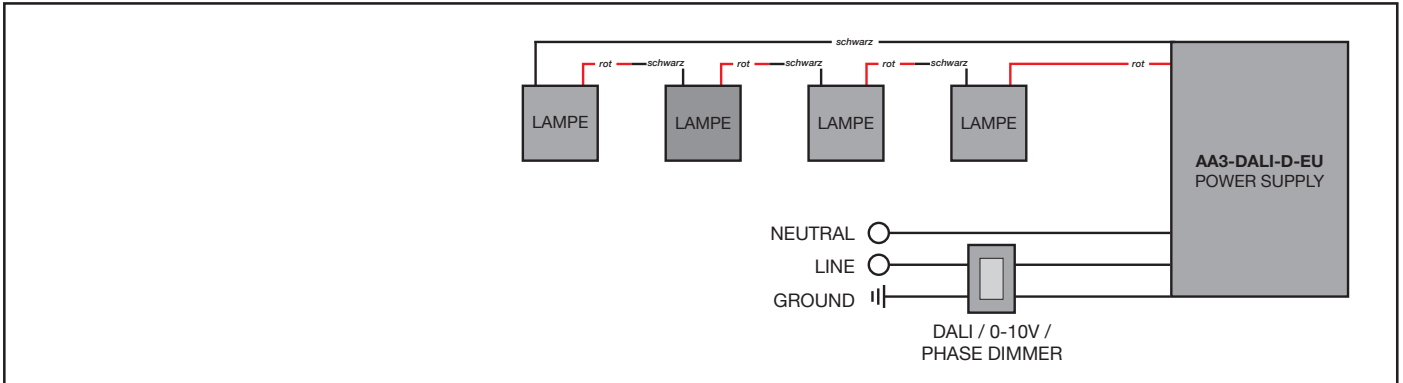 schwarz
rot schwarz rot schwarz rot schwarz rot
LAMPE LAMPE LAMPE LAMPE
AA3-DALI-D-EU
POWER SUPPLY
NEUTRAL
LINE
GROUND
DALI / 0-10V /
PHASE DIMMER